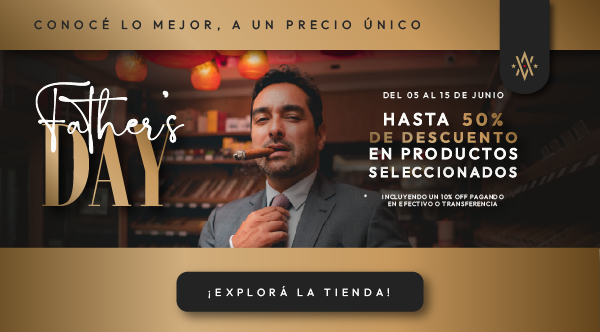 CONOCÉ LO MEJOR, A UN PRECIO ÚNICO
Father's
DAY
DEL 05 AL 15 DE JUNIO
HASTA 50%
DE DESCUENTO
EN PRODUCTOS
SELECCIONADOS
* INCLUYENDO UN 10% OFF PAGANDO
EN EFECTIVO O TRANSFERENCIA
¡EXPLORÁ LA TIENDA!